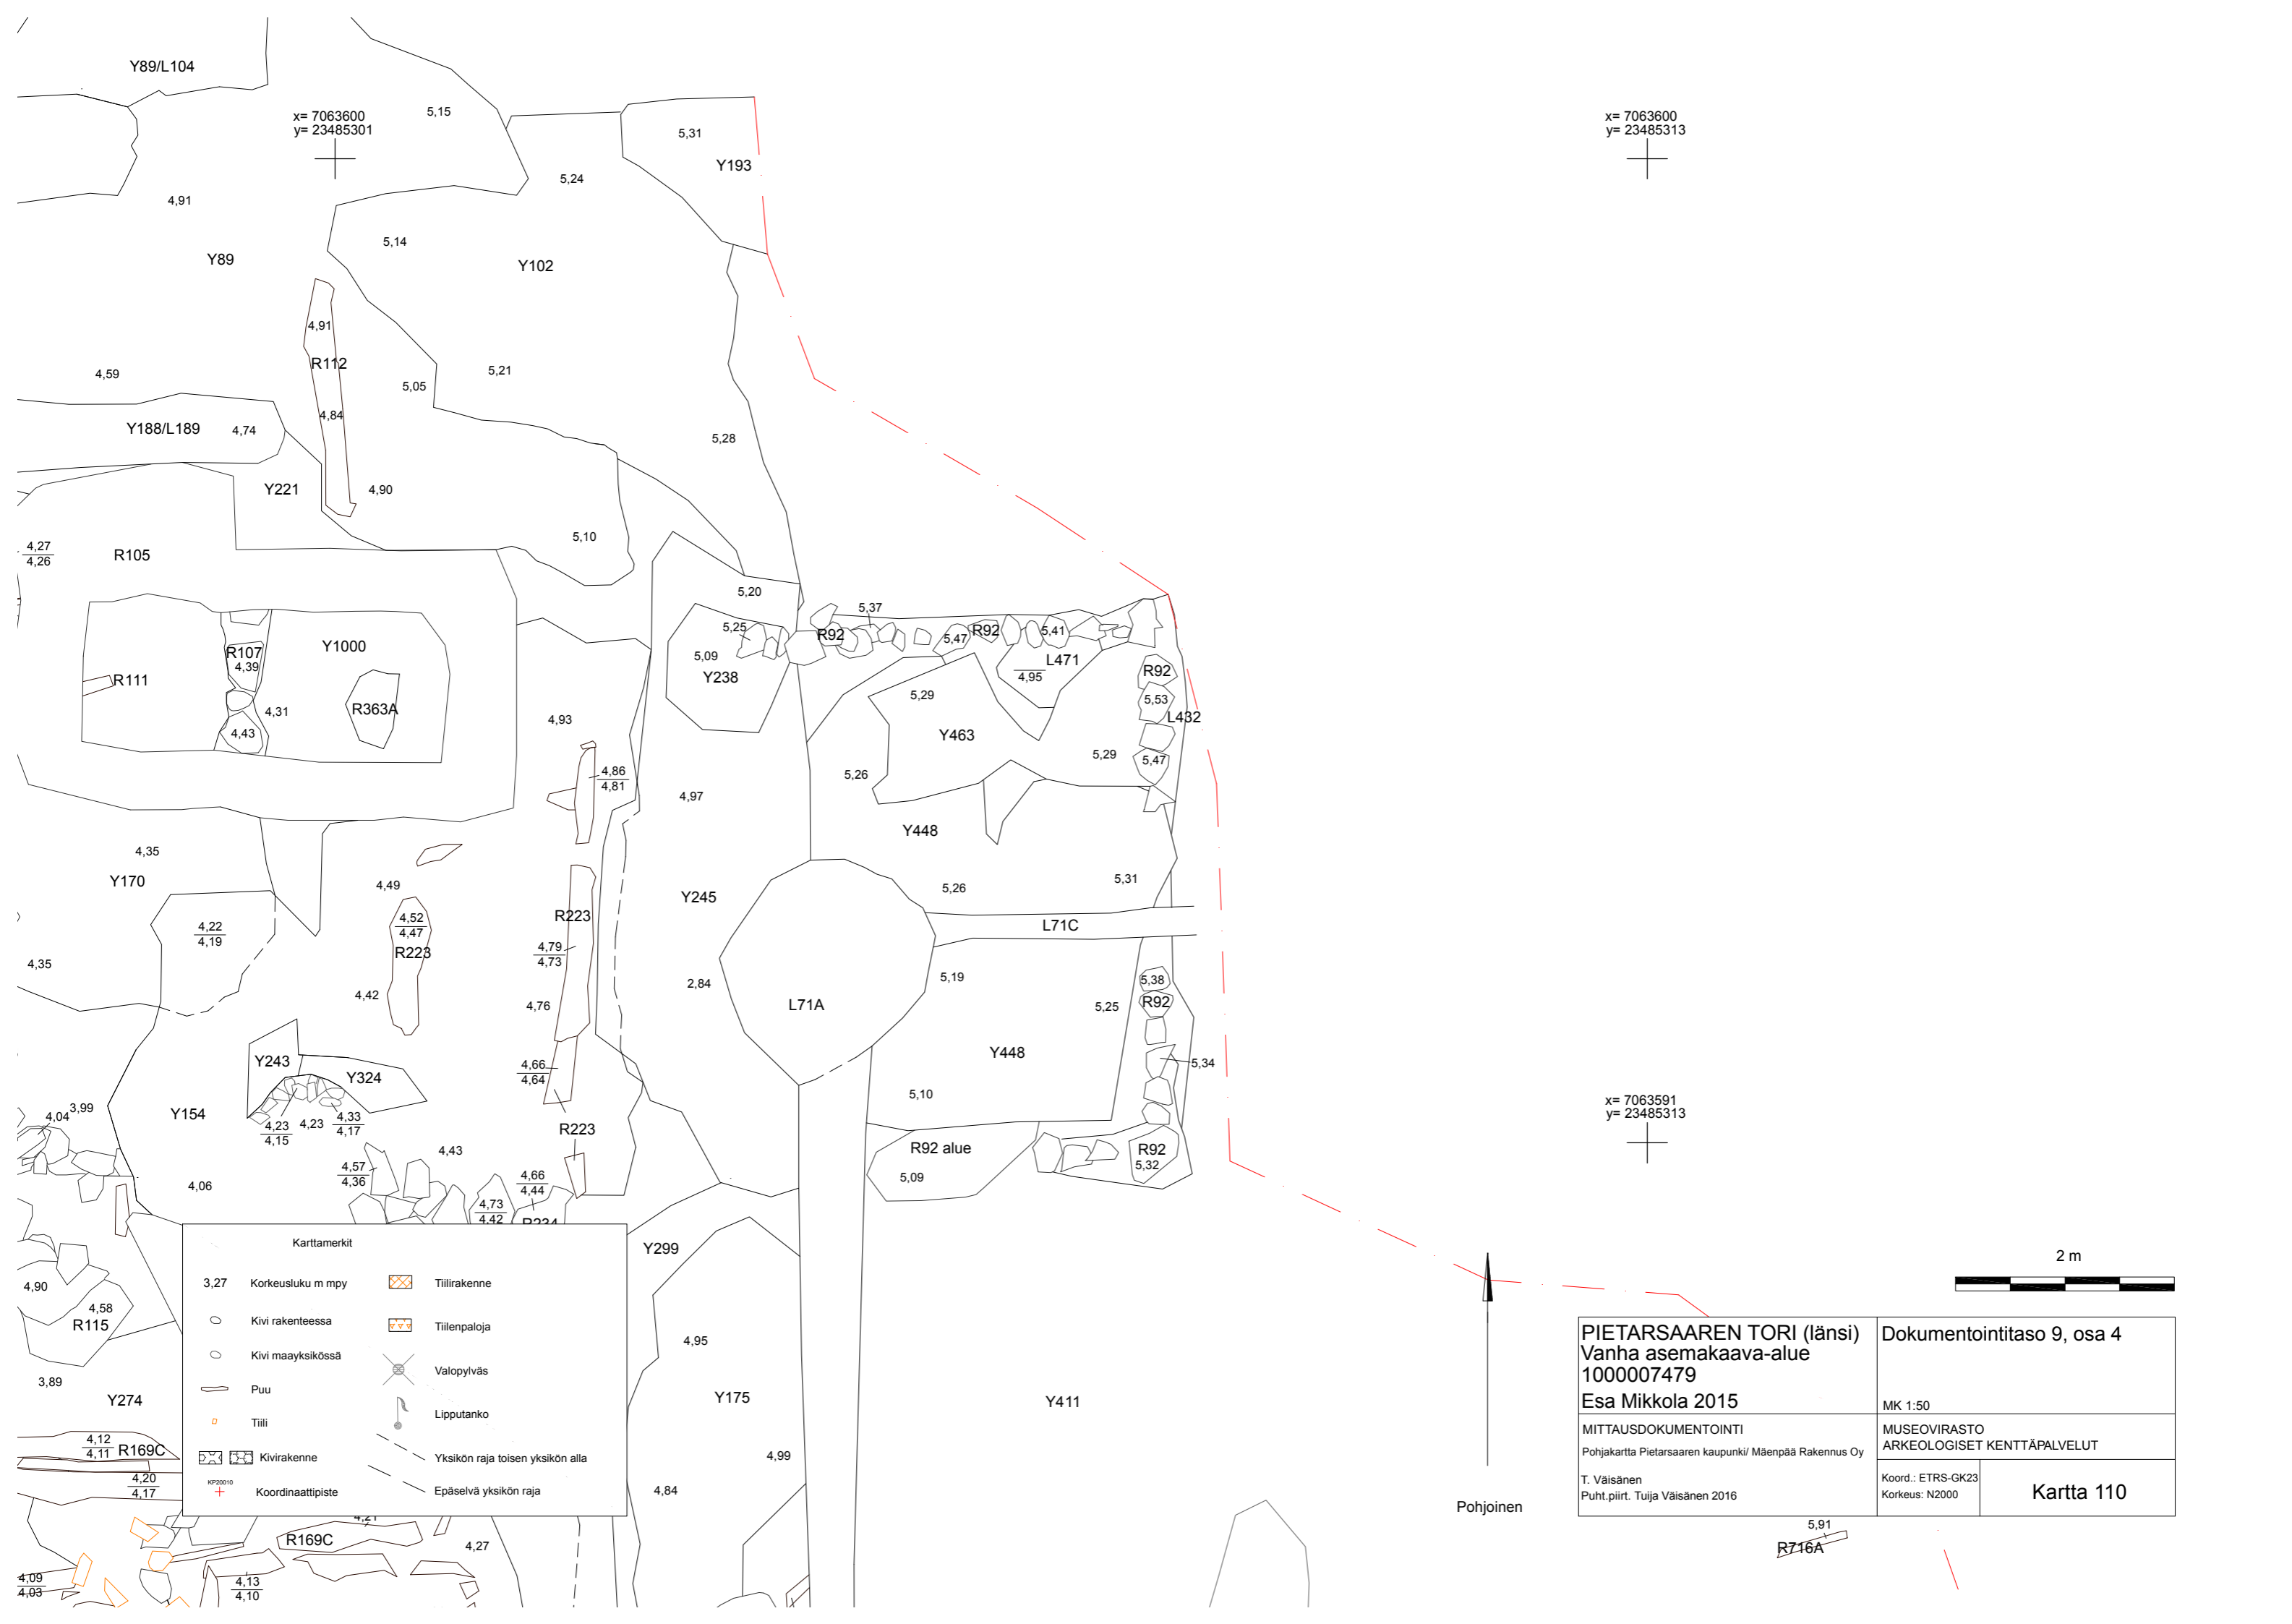 Y89/L104
x= 7063600
y= 23485301
5,15
5,31
Y193
x= 7063600
y= 23485313
5,24
4,91
5,14
Y89
Y102
4,91
R112
4,59
5,05
5,21
4,84
Y188/L189
4,74
5,28
Y221
4,90
5,10
4,27
4,26
R105
5,20
5,37
5,25
R92
5,47
R92
5,41
R107
Y1000
4,39
5,09
L471
4,95
R111
Y238
R92
5,29
5,53
R363A
4,31
4,93
L432
4,43
Y463
5,29
5,47
4,86
4,81
5,26
4,97
Y448
4,35
Y170
4,49
5,26
5,31
Y245
4,52
4,47
R223
R223
L71C
4,22
4,19
4,79
4,73
4,35
5,19
5,38
2,84
R92
4,42
4,76
L71A
5,25
Y243
Y448
5,34
4,66
4,64
Y324
5,10
x= 7063591
y= 23485313
3,99
4,04
Y154
4,23
4,15
4,23
4,33
4,17
R223
4,43
R92 alue
R92
5,32
4,57
4,36
5,09
4,06
4,66
4,44
4,73
4,42
R234
Karttamerkit
Y299
2 m
3,27 Korkeusluku m mpy
Tiilirakenne
4,90
4,58
R115
Kivi rakenteessa
Tiilenpaloja
4,95
PIETARSAAREN TORI (länsi)
Vanha asemakaava-alue
1000007479
Esa Mikkola 2015
Dokumentointitaso 9, osa 4
MK 1:50
Kivi maayksikössä
Valopylväs
3,89
Puu
Y274
Y175
Y411
Lipputanko
Tiili
MITTAUSDOKUMENTOINTI
Pohjakartta Pietarsaaren kaupunki/ Mäenpää Rakennus Oy
MUSEOVIRASTO
ARKEOLOGISET KENTTÄPALVELUT
4,12
4,11
R169C
Kivirakenne
Yksikön raja toisen yksikön alla
4,99
4,20
4,17
KP20010
Koordinaattipiste
Epäselvä yksikön raja
4,84
T. Väisänen
Puht.piirt. Tuija Väisänen 2016
Koord.: ETRS-GK23
Korkeus: N2000
Kartta 110
Pohjoinen
4,21
R169C
4,27
5,91
R716A
4,09
4,03
4,13
4,10